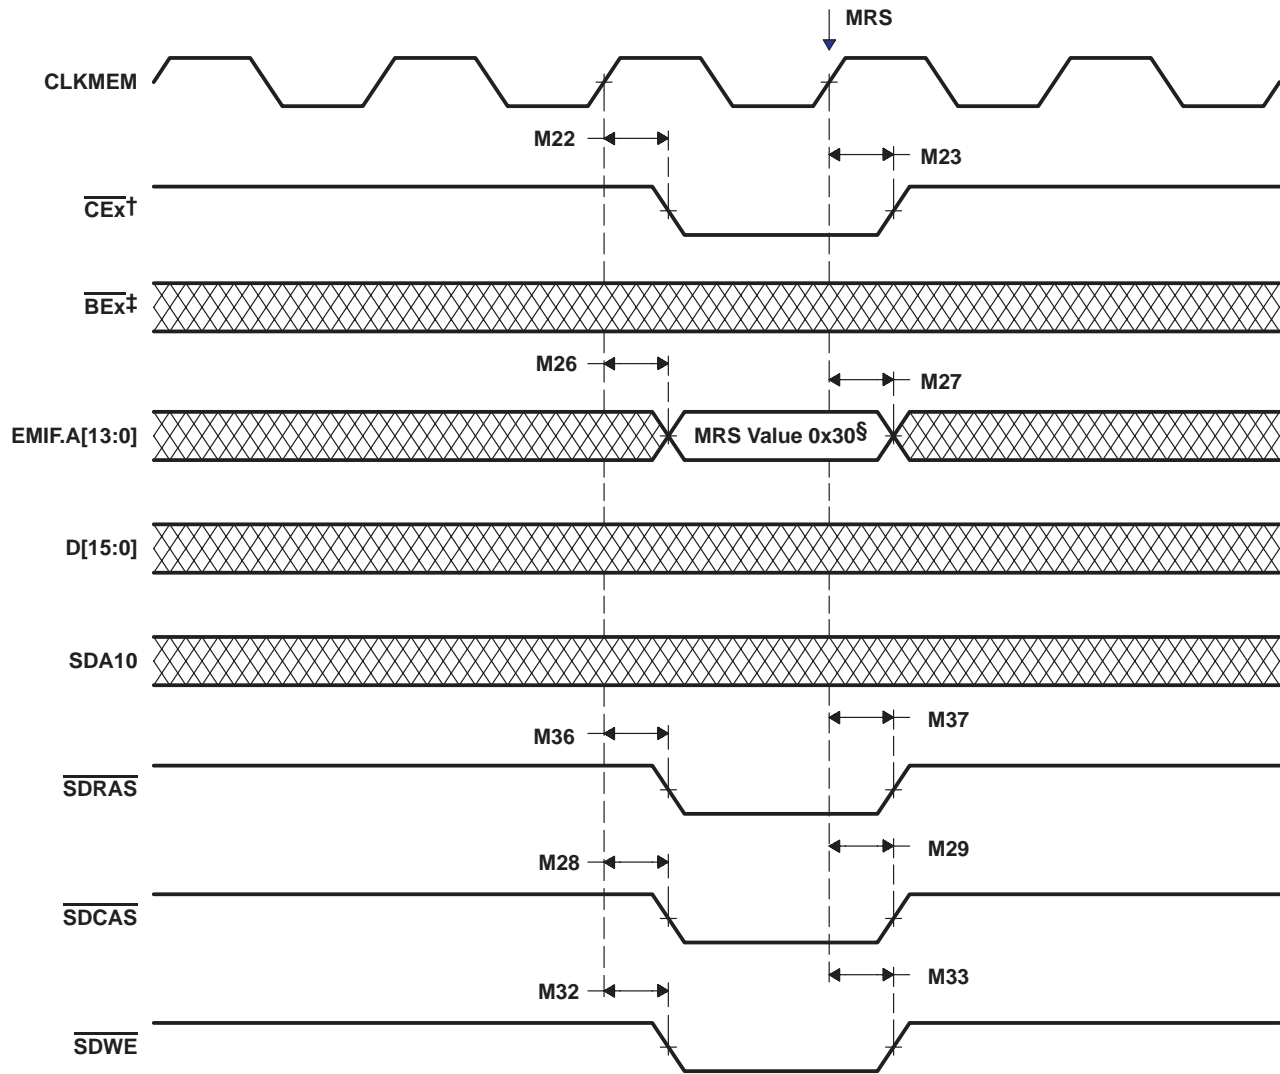 MRS
CLKMEM
M22
M23
CEx†
BEx‡
M26
M27
EMIF.A[13:0]
MRS Value 0x30§
D[15:0]
SDA10
M36
M37
SDRAS
M28
M29
SDCAS
M32
M33
SDWE